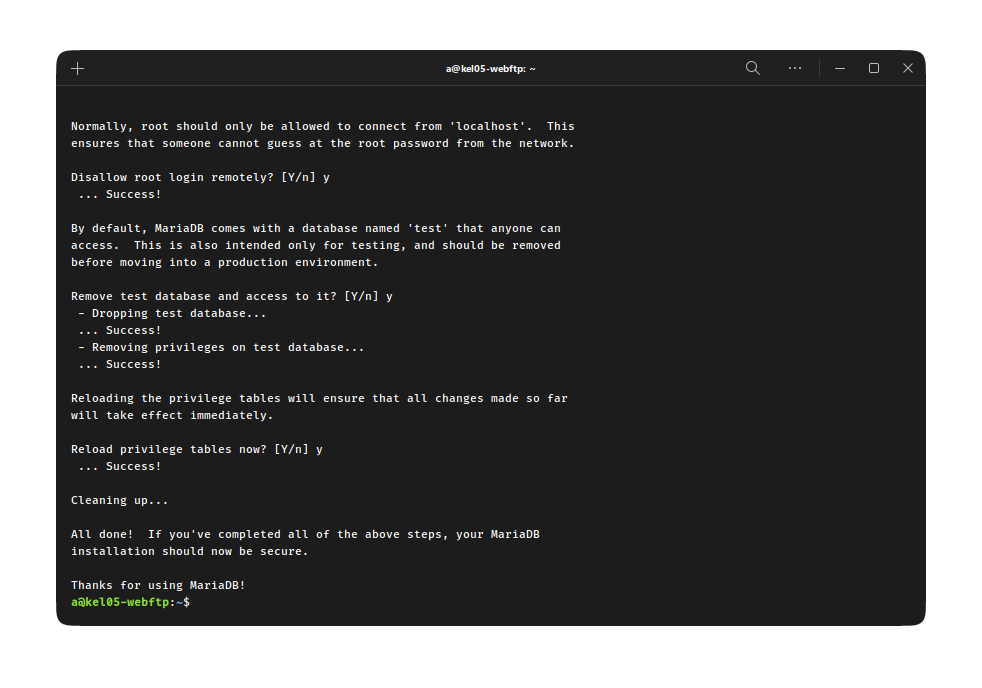 a@kel05-webftp: ~
Normally, root should only be allowed to connect from 'localhost'.  This
ensures that someone cannot guess at the root password from the network.
Disallow root login remotely? [Y/n] y
 ... Success!
By default, MariaDB comes with a database named 'test' that anyone can
access.  This is also intended only for testing, and should be removed
before moving into a production environment.
Remove test database and access to it? [Y/n] y
 - Dropping test database...
 ... Success!
 - Removing privileges on test database...
 ... Success!
Reloading the privilege tables will ensure that all changes made so far
will take effect immediately.
Reload privilege tables now? [Y/n] y
 ... Success!
Cleaning up...
All done!  If you've completed all of the above steps, your MariaDB
installation should now be secure.
Thanks for using MariaDB!
a@kel05-webftp:~$